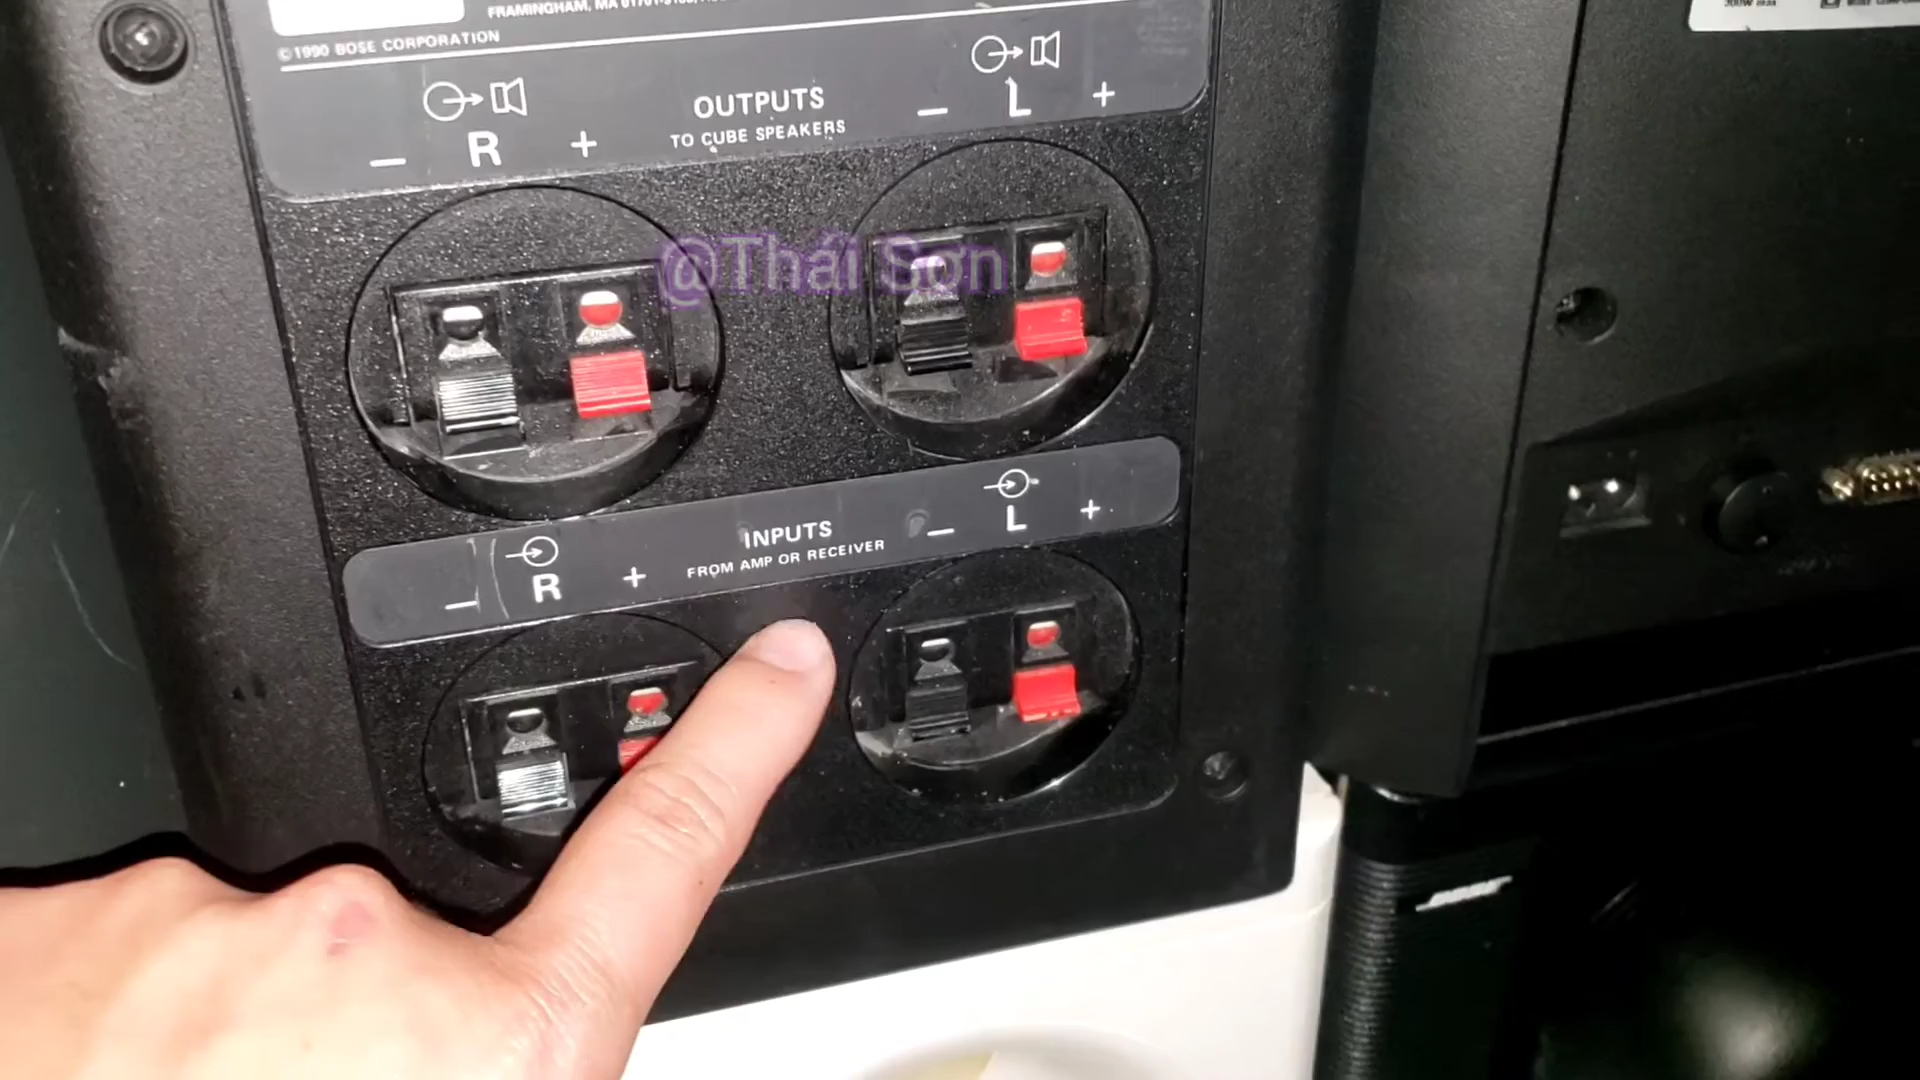 FRAMINGHAM, MA
©1990 BOSE CORPORATION
OUTPUTS
TO CUBE SPEAKERS
− R +
− L +
@Thái Sơn
INPUTS
FROM AMP OR RECEIVER
− R +
− L +
BOSE